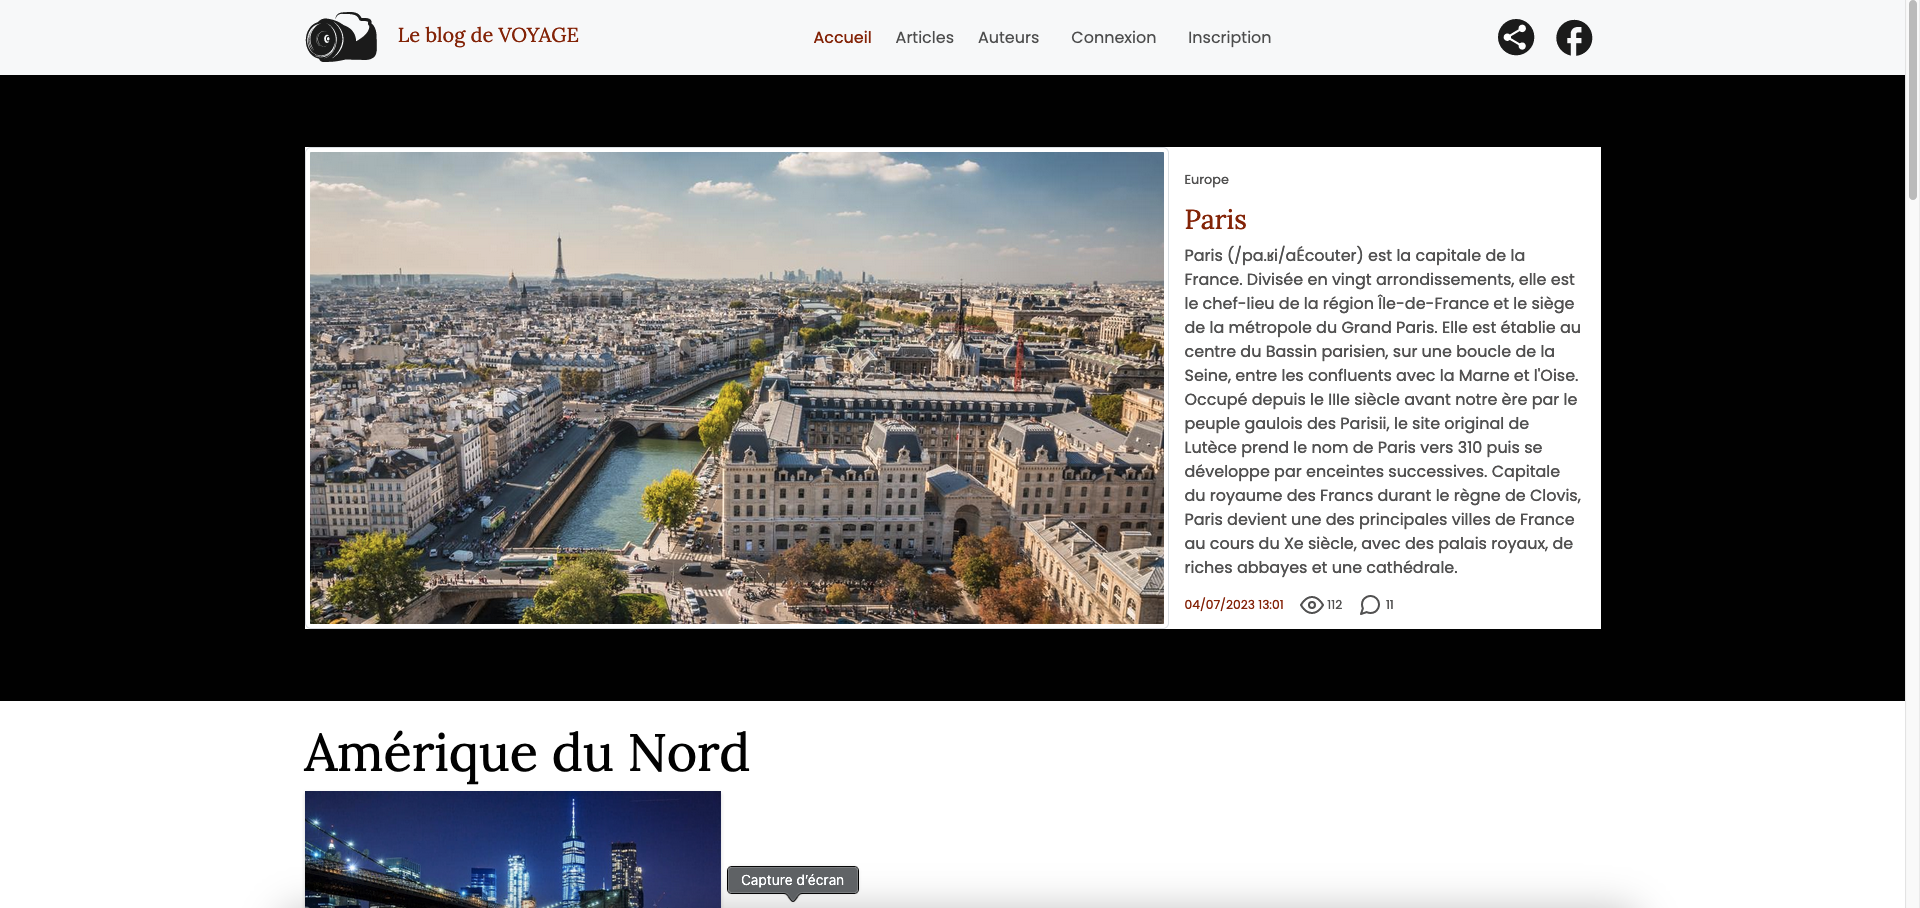 Le blog de VOYAGE
Accueil
Articles
Auteurs
Connexion
Inscription
Europe
Paris
Paris (/pa.ʁi/aÉcouter) est la capitale de la
France. Divisée en vingt arrondissements, elle est
le chef-lieu de la région Île-de-France et le siège
de la métropole du Grand Paris. Elle est établie au
centre du Bassin parisien, sur une boucle de la
Seine, entre les confluents avec la Marne et l'Oise.
Occupé depuis le IIIe siècle avant notre ère par le
peuple gaulois des Parisii, le site original de
Lutèce prend le nom de Paris vers 310 puis se
développe par enceintes successives. Capitale
du royaume des Francs durant le règne de Clovis,
Paris devient une des principales villes de France
au cours du Xe siècle, avec des palais royaux, de
riches abbayes et une cathédrale.
04/07/2023 13:01 112 11
Amérique du Nord
Capture d'écran